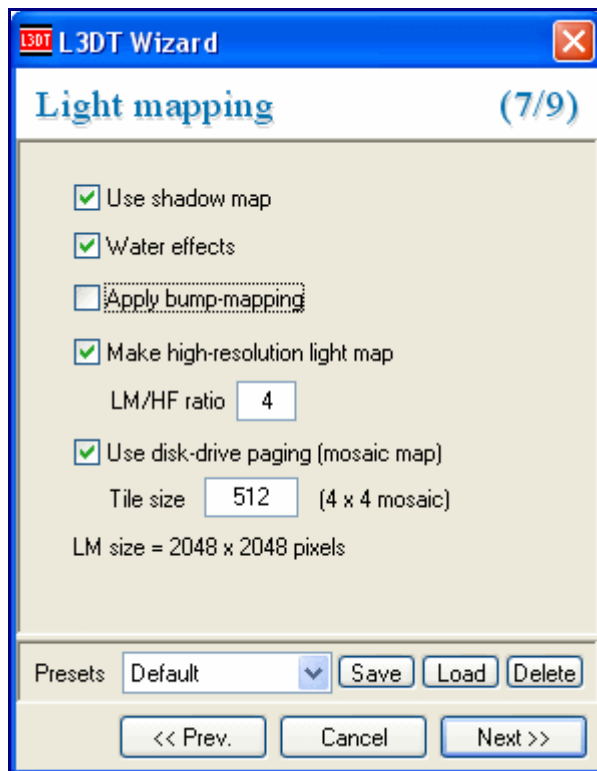 L3DT L3DT Wizard
Light mapping (7/9)
Use shadow map
Water effects
Apply bump-mapping
Make high-resolution light map
LM/HF ratio 4
Use disk-drive paging (mosaic map)
Tile size 512 (4 x 4 mosaic)
LM size = 2048 x 2048 pixels
Presets Default Save Load Delete
<< Prev. Cancel Next >>